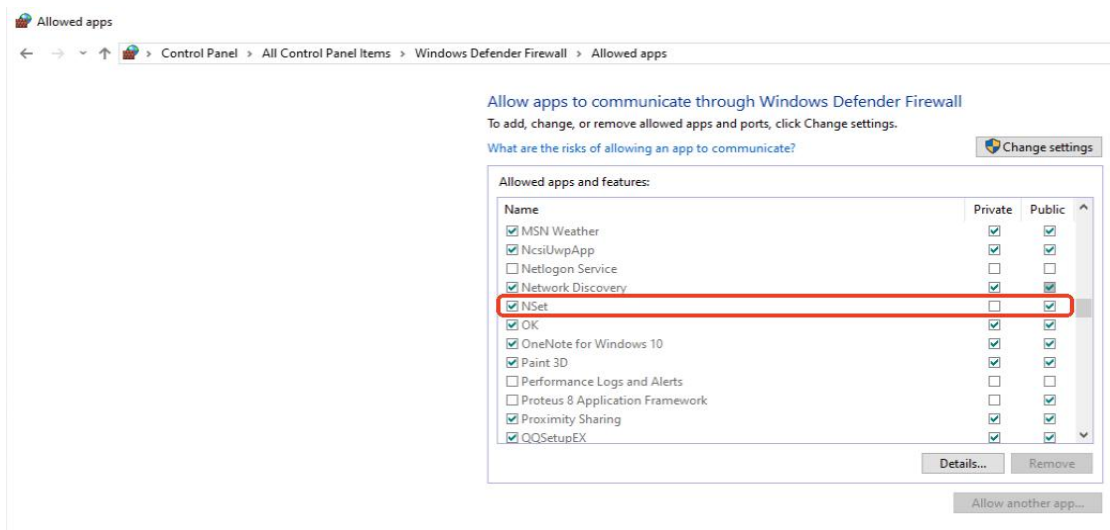 Allowed apps
Control Panel > All Control Panel Items > Windows Defender Firewall > Allowed apps
Allow apps to communicate through Windows Defender Firewall
To add, change, or remove allowed apps and ports, click Change settings.
What are the risks of allowing an app to communicate?
Change settings
Allowed apps and features:
Name Private Public
MSN Weather
NcsiUwpApp
Netlogon Service
Network Discovery
NSet
OK
OneNote for Windows 10
Paint 3D
Performance Logs and Alerts
Proteus 8 Application Framework
Proximity Sharing
QQSetupEX
Details... Remove
Allow another app...